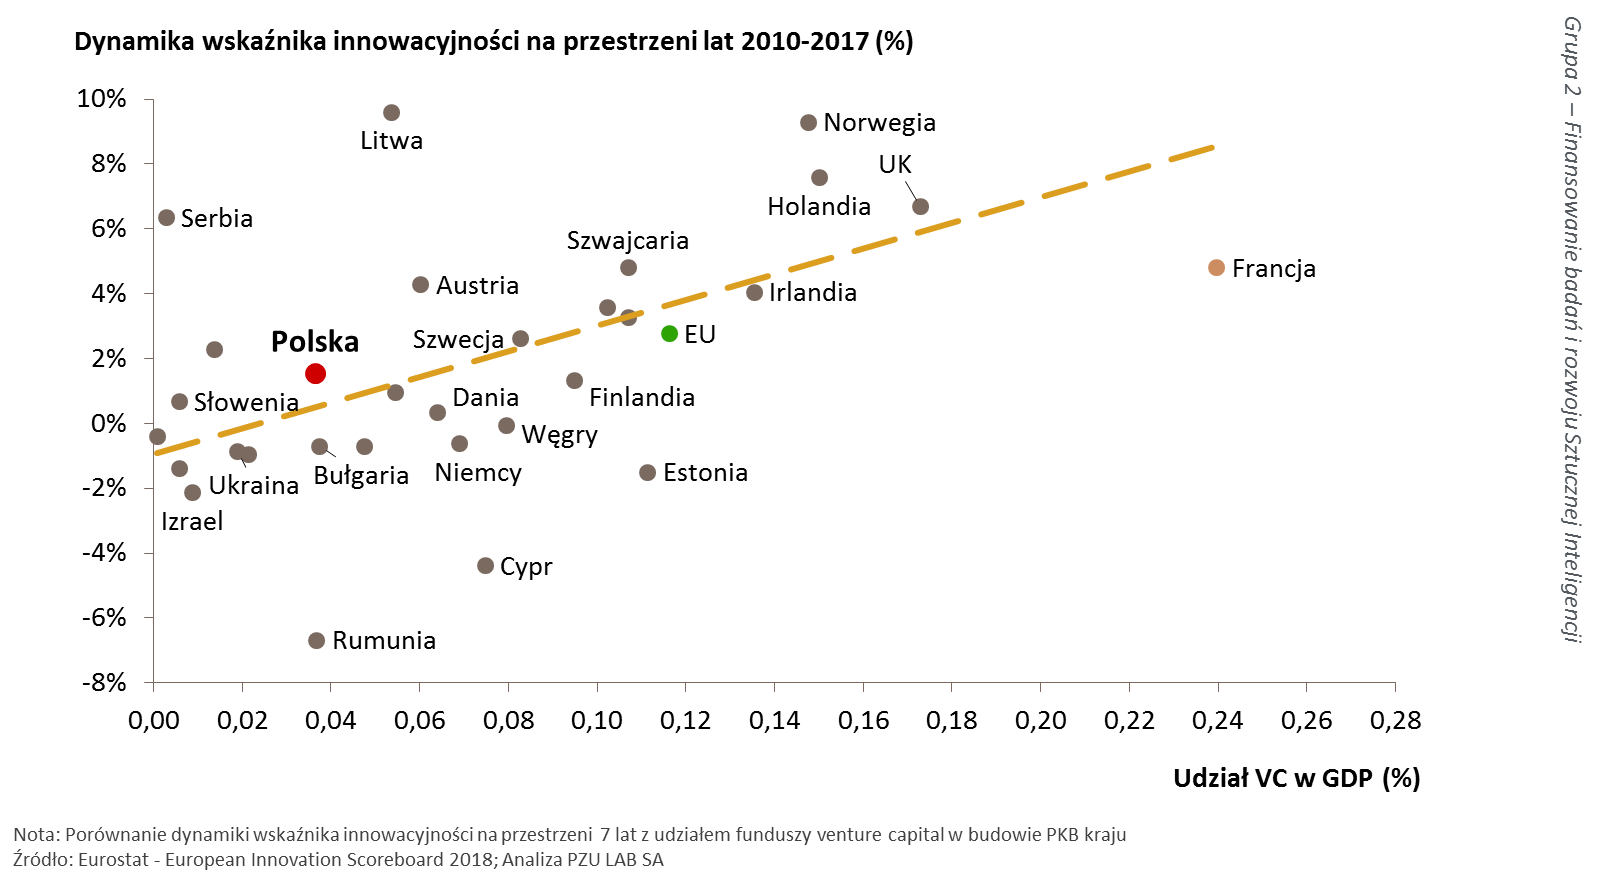 Dynamika wskaźnika innowacyjności na przestrzeni lat 2010-2017 (%)
Grupa 2 – Finansowanie badań i rozwoju Sztucznej Inteligencji
10%
8%
6%
4%
2%
0%
-2%
-4%
-6%
-8%
Litwa
Norwegia
UK
Holandia
Serbia
Szwajcaria
Francja
Austria
Irlandia
EU
Szwecja
Polska
Dania
Finlandia
Słowenia
Węgry
Ukraina
Bułgaria
Niemcy
Estonia
Izrael
Cypr
Rumunia
0,00 0,02 0,04 0,06 0,08 0,10 0,12 0,14 0,16 0,18 0,20 0,22 0,24 0,26 0,28
Udział VC w GDP (%)
Nota: Porównanie dynamiki wskaźnika innowacyjności na przestrzeni 7 lat z udziałem funduszy venture capital w budowie PKB kraju
Źródło: Eurostat - European Innovation Scoreboard 2018; Analiza PZU LAB SA